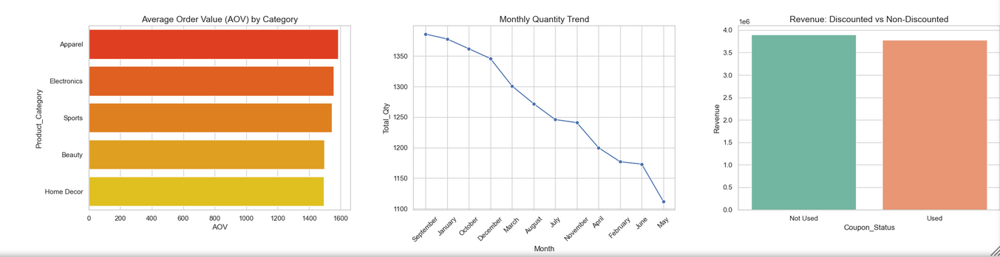 Average Order Value (AOV) by Category
Product_Category
Apparel
Electronics
Sports
Beauty
Home Decor
0 200 400 600 800 1000 1200 1400 1600
AOV
Monthly Quantity Trend
Total_Qty
1350
1300
1250
1200
1150
1100
September January October December March August July November April February June May
Month
Revenue: Discounted vs Non-Discounted
1e6
Revenue
4.0
3.5
3.0
2.5
2.0
1.5
1.0
0.5
0.0
Not Used Used
Coupon_Status